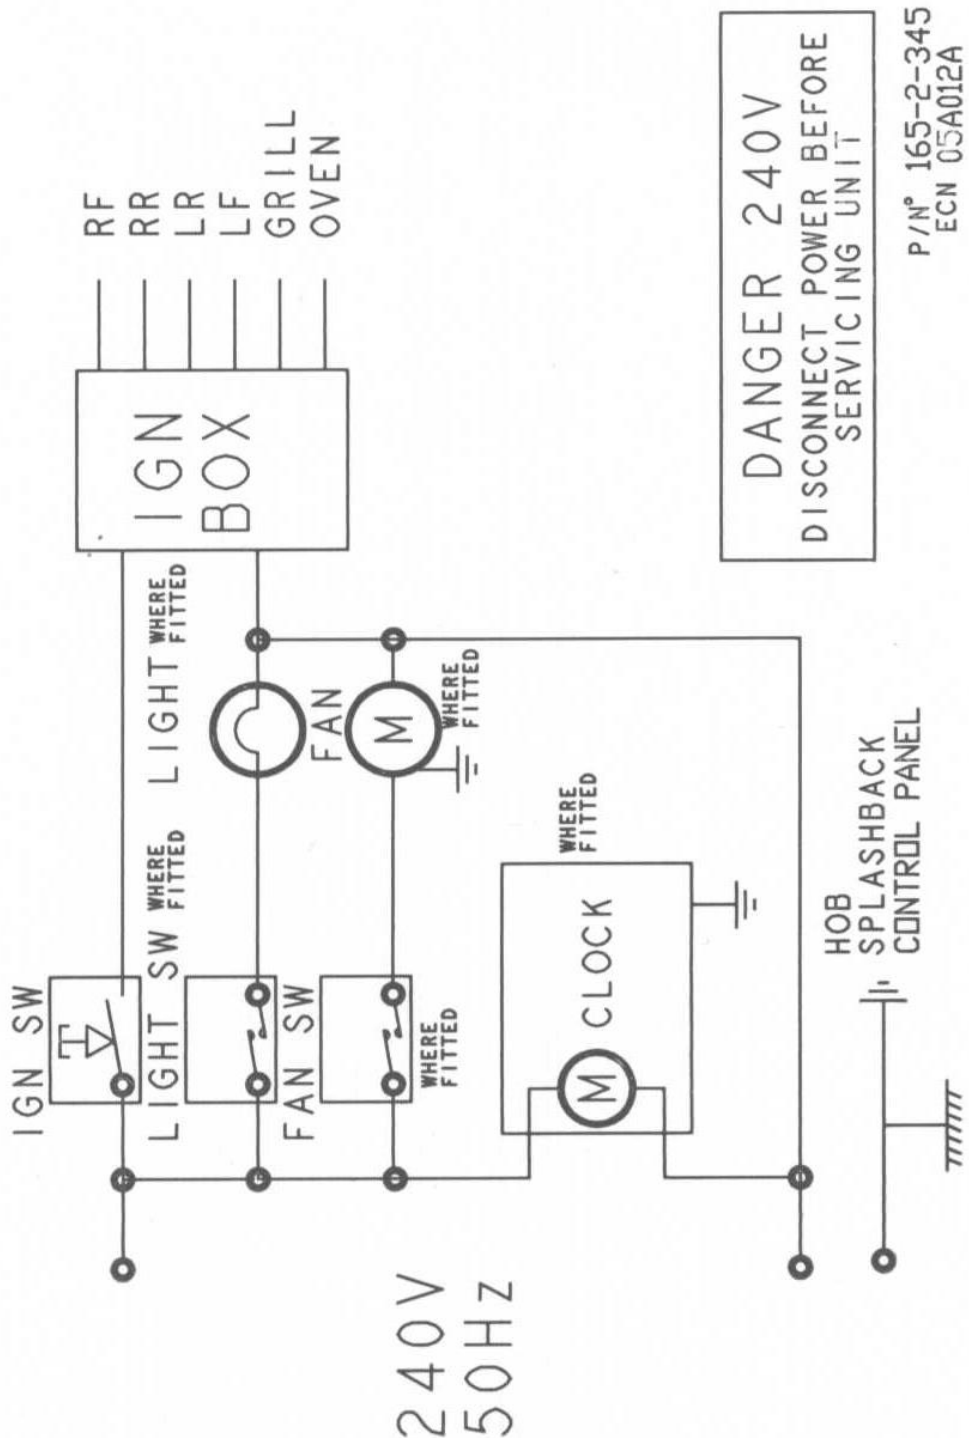 IGN SW
LIGHT SW
WHERE
FITTED
FAN SW
WHERE
FITTED
LIGHT
WHERE
FITTED
FAN
M
WHERE
FITTED
IGN
BOX
RF
RR
LR
LF
GRILL
OVEN
240V
50Hz
M
CLOCK
WHERE
FITTED
HOB
SPLASHBACK
CONTROL PANEL
DANGER 240V
DISCONNECT POWER BEFORE
SERVICING UNIT
P/Nº 165-2-345
ECN 05A012A